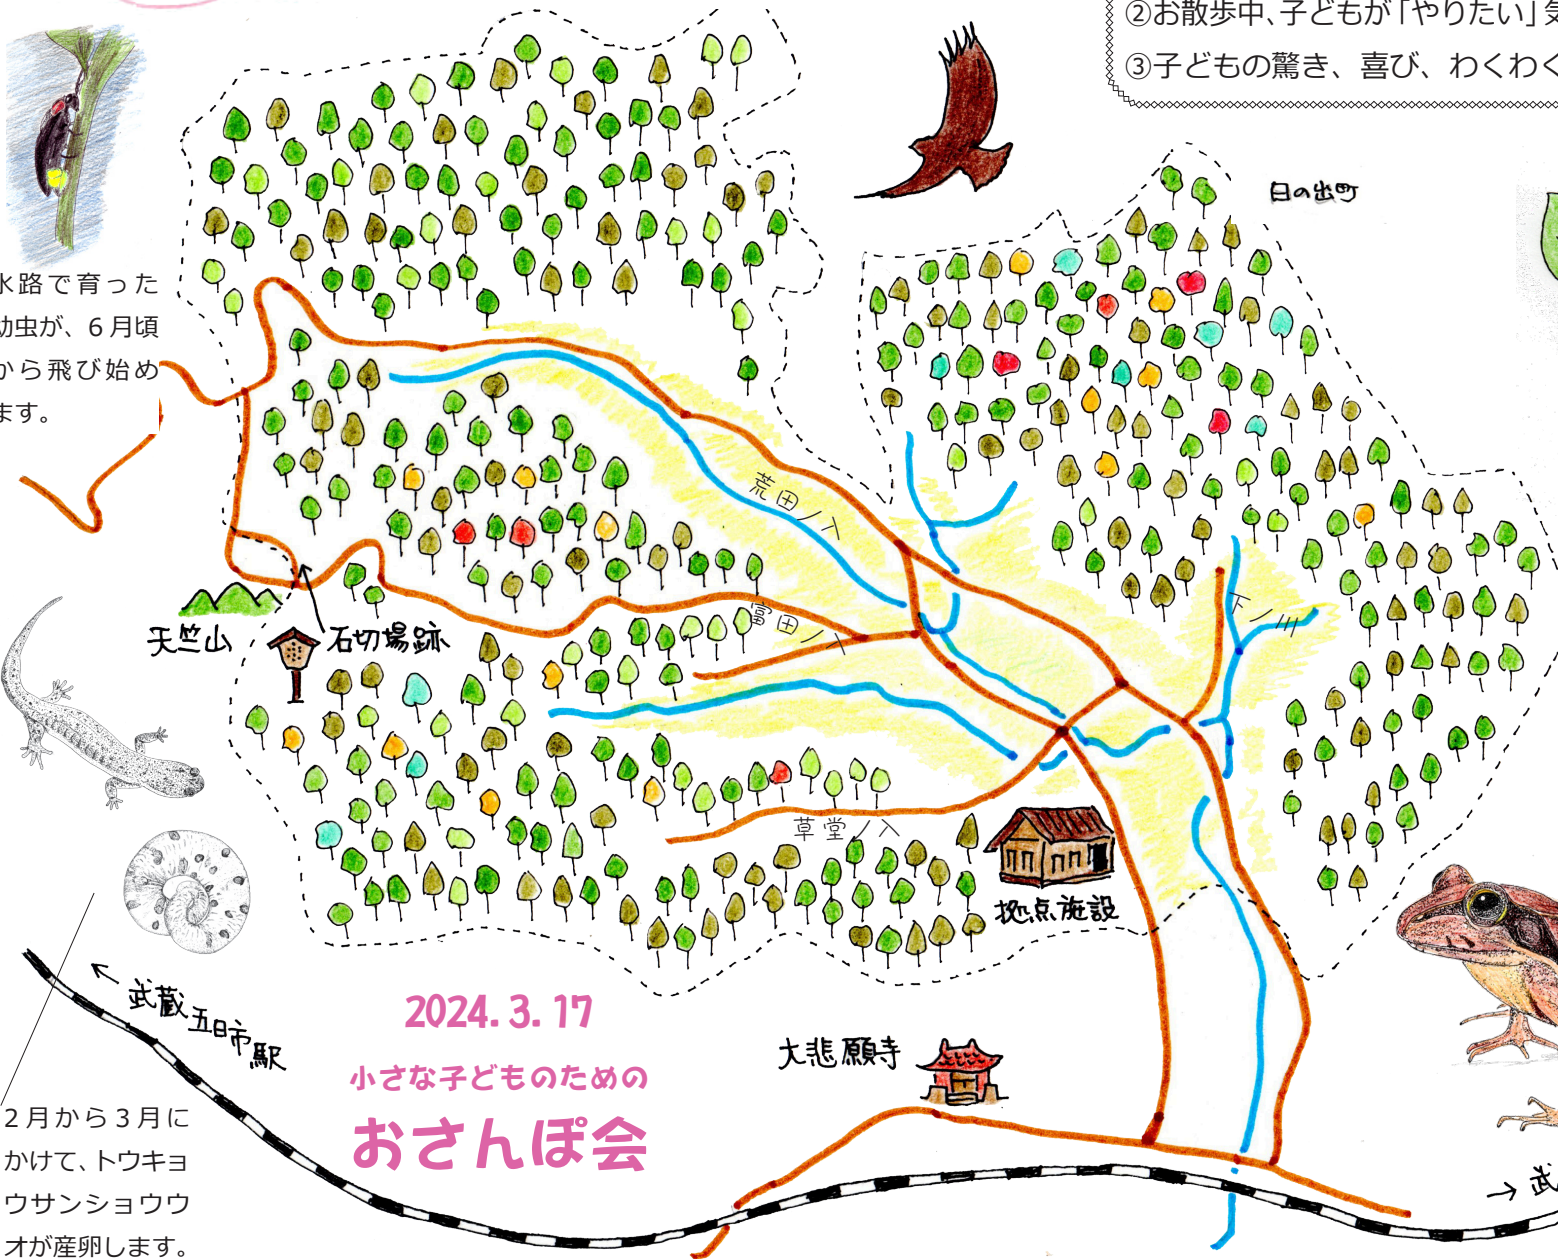 ②お散歩中、子どもが「やりたい」気
③子どもの驚き、喜び、わくわく
日の出町
水路で育った
幼虫が、6月頃
から飛び始め
ます。
荒田ノ入
富田ノ入
下ノ川
天竺山
石切場跡
草堂ノ入
拠点施設
←武蔵五日市駅
2024.3.17
小さな子どものための
おさんぽ会
大悲願寺
2月から3月に
かけて、トウキョ
ウサンショウウ
オが産卵します。
→武